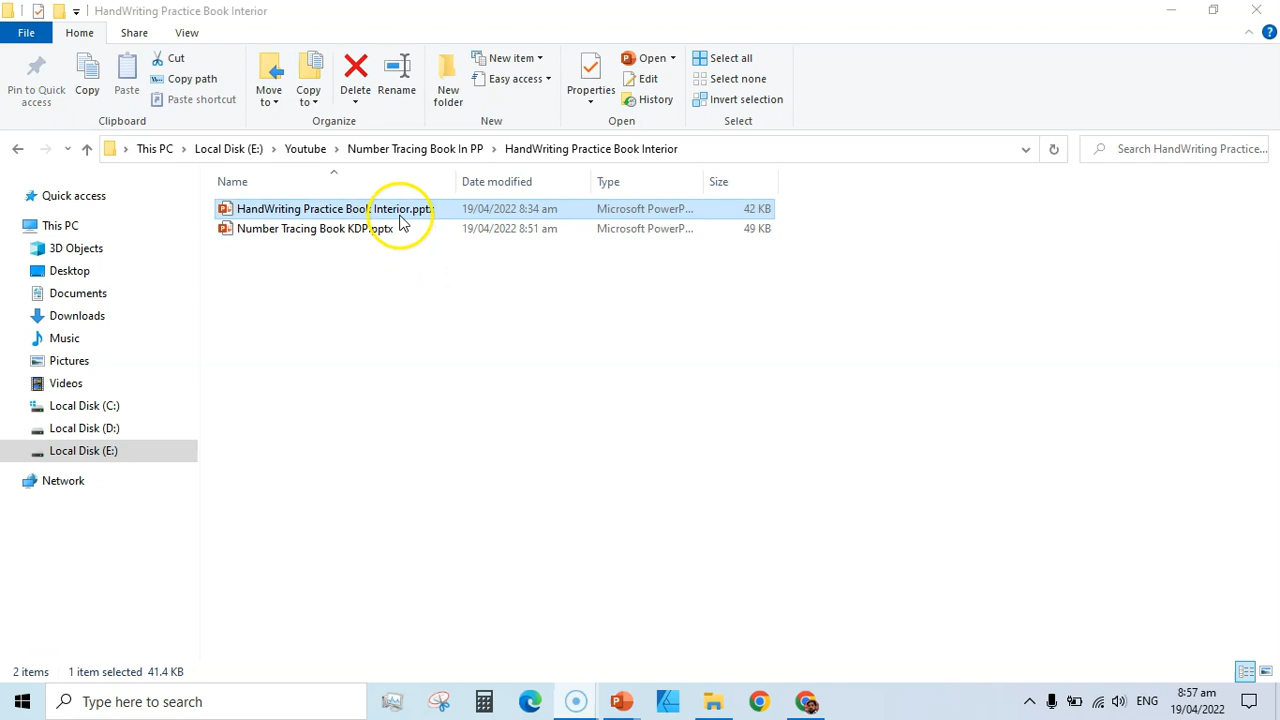 HandWriting Practice Book Interior
File Home Share View
Pin to Quick access
Copy
Paste
Cut
Copy path
Paste shortcut
Clipboard
Move to
Copy to
Delete
Rename
Organize
New folder
New item
Easy access
New
Properties
Open
Edit
History
Open
Select all
Select none
Invert selection
Select
This PC Local Disk (E:) Youtube Number Tracing Book In PP HandWriting Practice Book Interior
Search HandWriting Practice...
Name Date modified Type Size
HandWriting Practice Book Interior.pptx 19/04/2022 8:34 am Microsoft PowerP... 42 KB
Number Tracing Book KDP.pptx 19/04/2022 8:51 am Microsoft PowerP... 49 KB
Quick access
This PC
3D Objects
Desktop
Documents
Downloads
Music
Pictures
Videos
Local Disk (C:)
Local Disk (D:)
Local Disk (E:)
Network
2 items 1 item selected 41.4 KB
Type here to search
ENG
8:57 am
19/04/2022